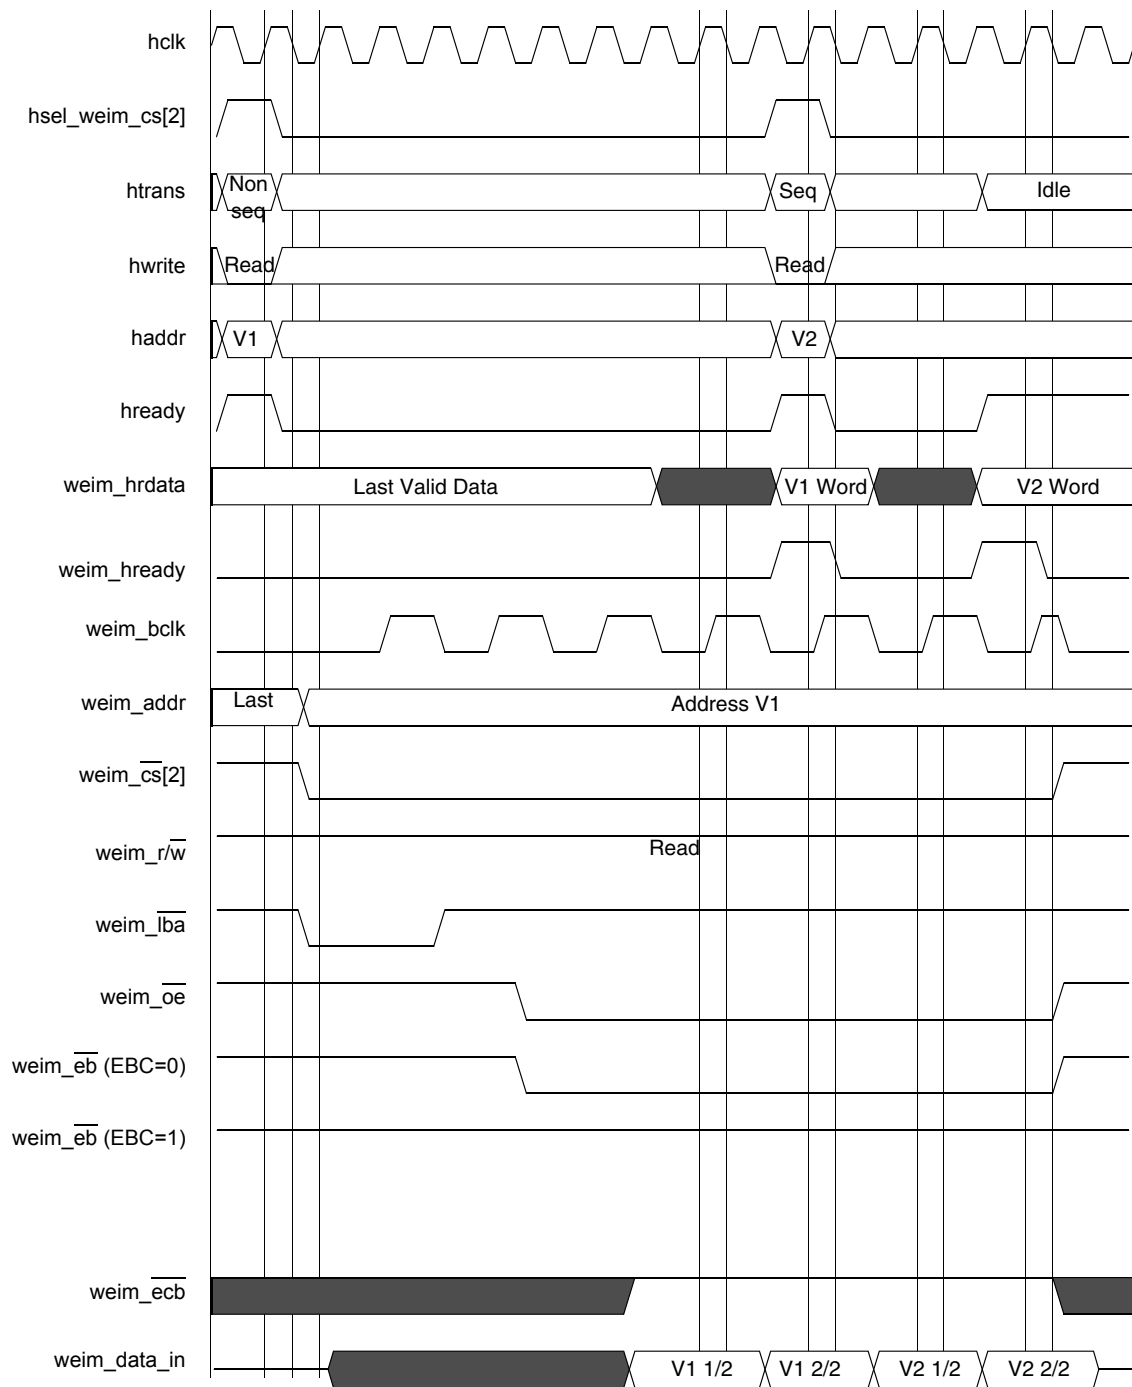 hclk
hsel_weim_cs[2]
htrans Non seq Seq Idle
hwrite Read Read
haddr V1 V2
hready
weim_hrdata Last Valid Data V1 Word V2 Word
weim_hready
weim_bclk
weim_addr Last Address V1
weim_cs[2]
weim_r/w Read
weim_lba
weim_oe
weim_eb (EBC=0)
weim_eb (EBC=1)
weim_ecb
weim_data_in V1 1/2 V1 2/2 V2 1/2 V2 2/2